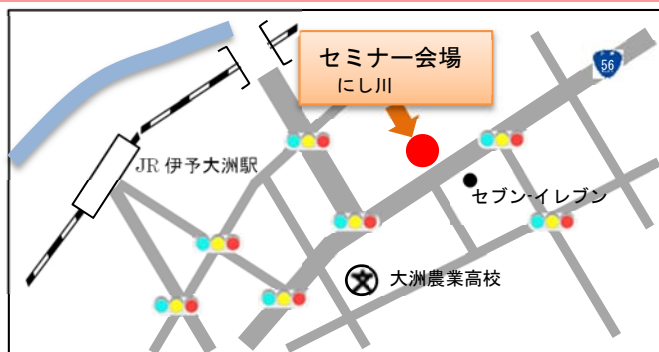 セミナー会場
にし川
56
JR 伊予大洲駅
セブン-イレブン
大洲農業高校